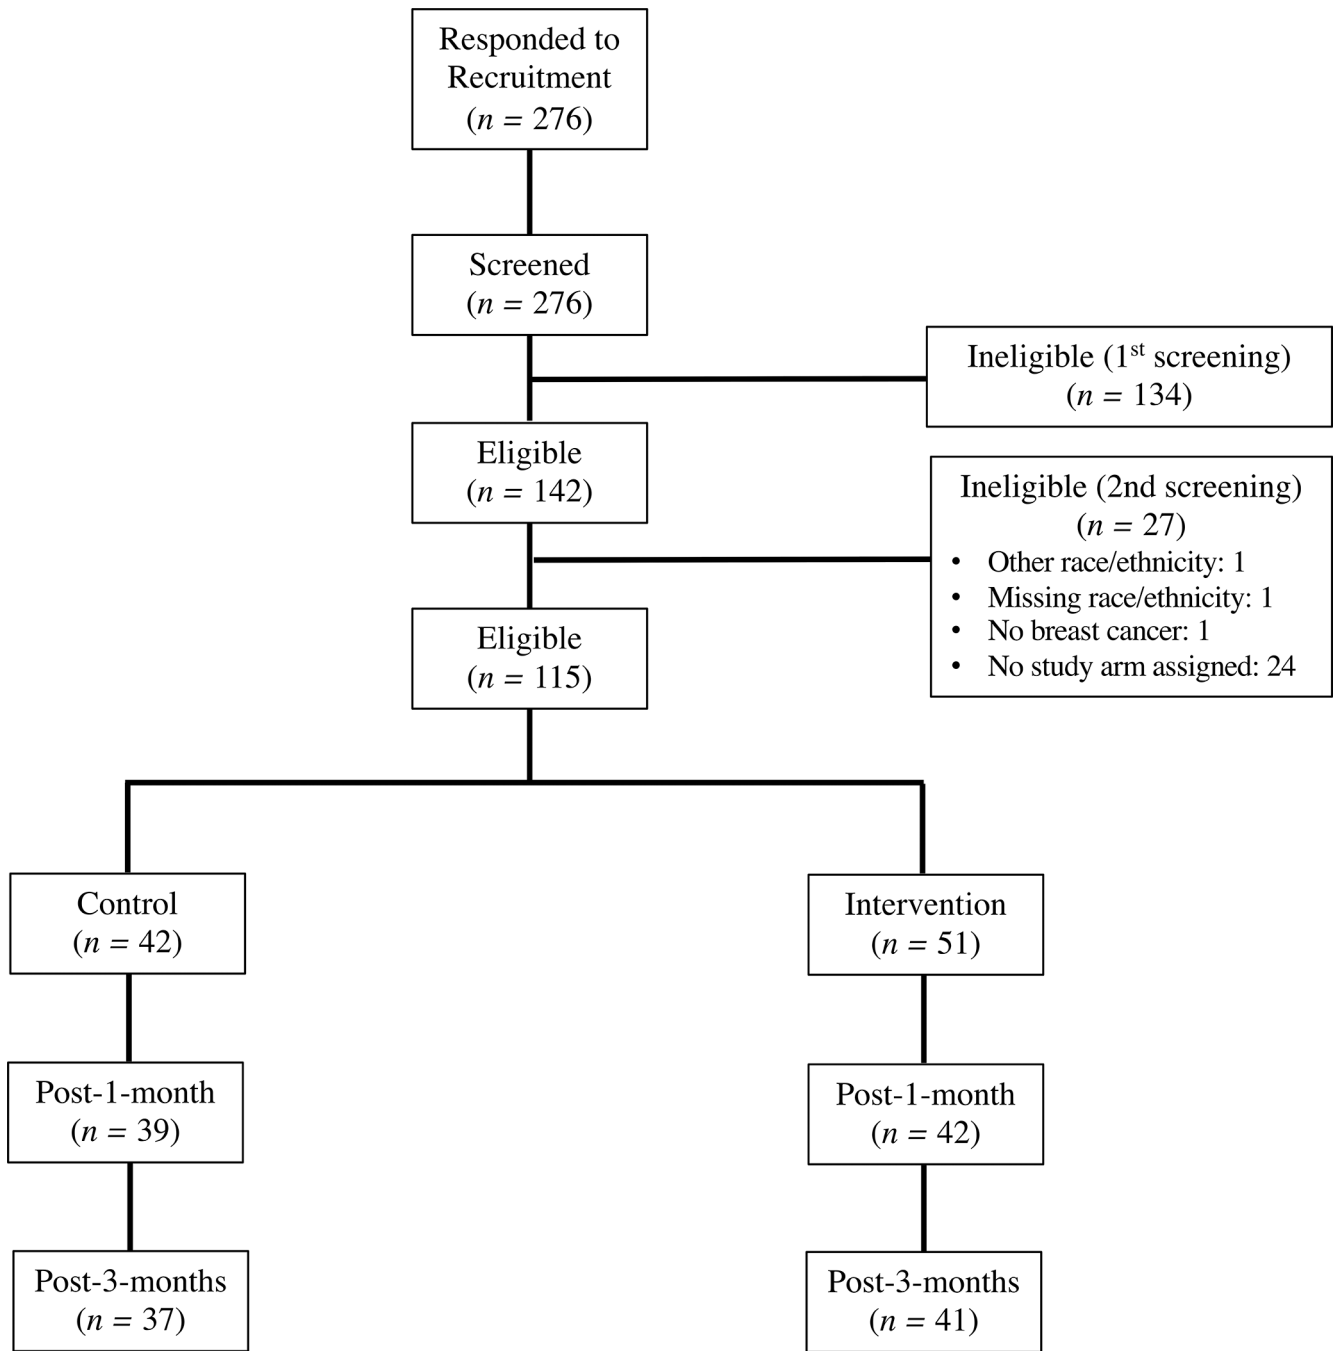 Responded to
Recruitment
(n = 276)
Screened
(n = 276)
Ineligible (1st screening)
(n = 134)
Eligible
(n = 142)
Ineligible (2nd screening)
(n = 27)
• Other race/ethnicity: 1
• Missing race/ethnicity: 1
• No breast cancer: 1
• No study arm assigned: 24
Eligible
(n = 115)
Control
(n = 42)
Intervention
(n = 51)
Post-1-month
(n = 39)
Post-1-month
(n = 42)
Post-3-months
(n = 37)
Post-3-months
(n = 41)